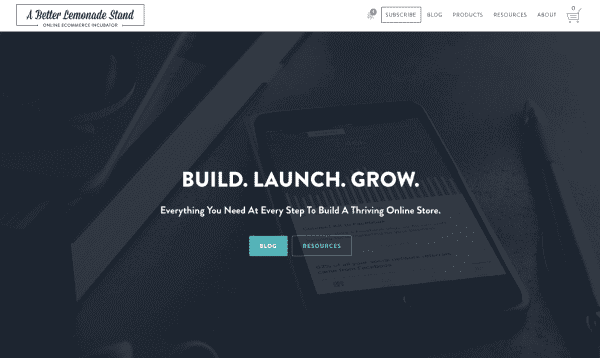 A Better Lemonade Stand
ONLINE ECOMMERCE INCUBATOR
SUBSCRIBE BLOG PRODUCTS RESOURCES ABOUT 0
BUILD. LAUNCH. GROW.
Everything You Need At Every Step To Build A Thriving Online Store.
BLOG RESOURCES